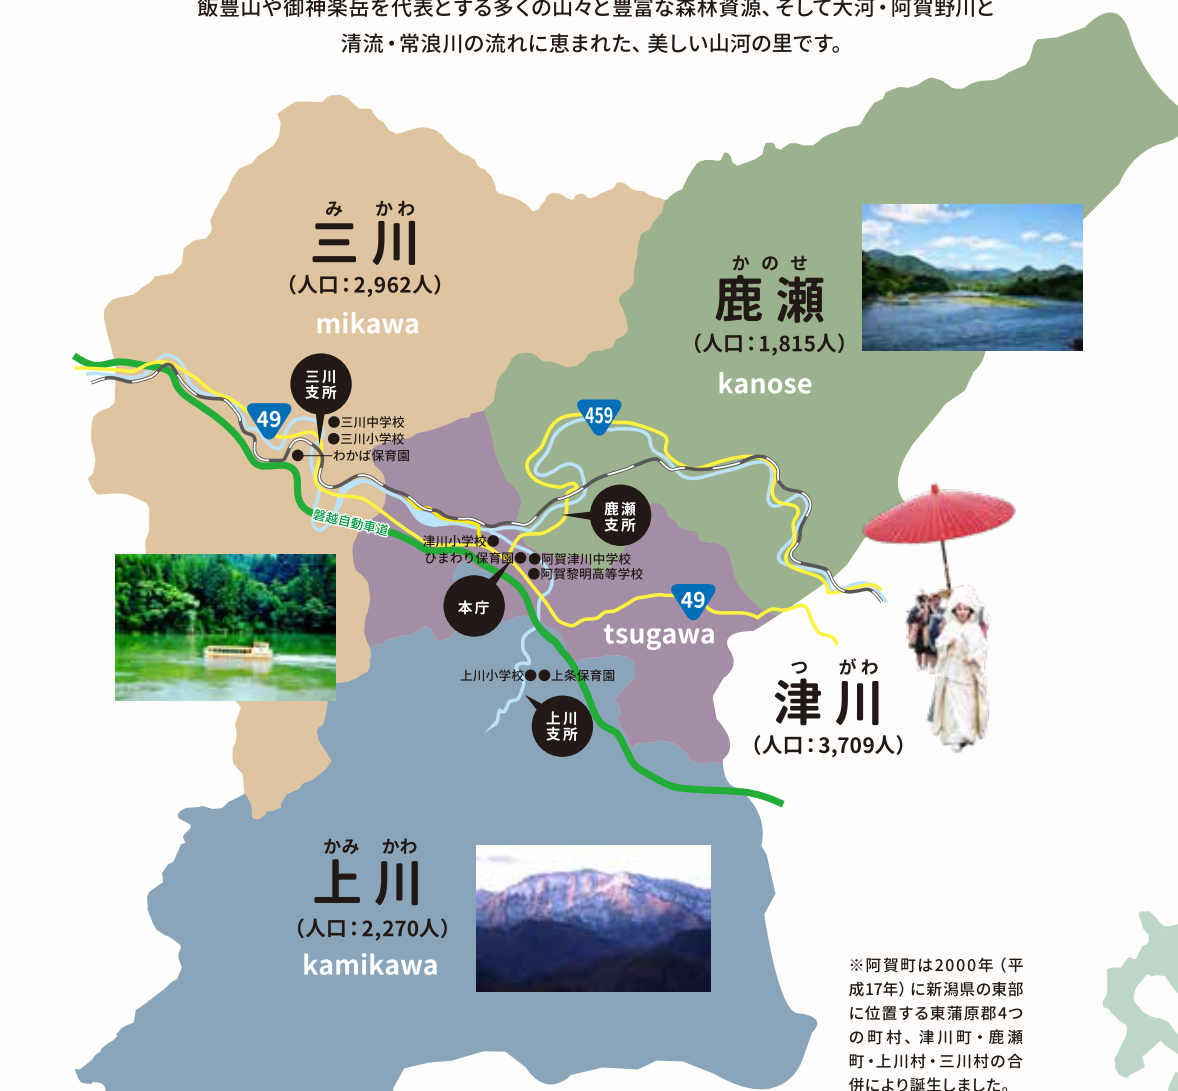 飯豊山や御神楽岳を代表とする多くの山々と豊富な森林資源、そして大河・阿賀野川と
清流・常浪川の流れに恵まれた、美しい山河の里です。
み かわ
三川
（人口：2,962人）
mikawa
かのせ
鹿瀬
（人口：1,815人）
kanose
三川
支所
49
●三川中学校
●三川小学校
●わかば保育園
459
磐越自動車道
鹿瀬
支所
津川小学校●
ひまわり保育園●
●阿賀津川中学校
●阿賀黎明高等学校
本庁
49
tsugawa
つ がわ
津川
（人口：3,709人）
上川小学校●
●上条保育園
上川
支所
かみ かわ
上川
（人口：2,270人）
kamikawa
※阿賀町は2000年（平
成17年）に新潟県の東部
に位置する東蒲原郡4つ
の町村、津川町・鹿瀬
町・上川村・三川村の合
併により誕生しました。